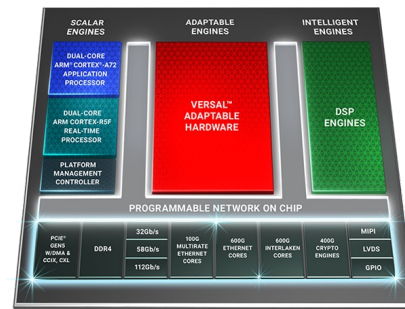 SCALAR
ENGINES
ADAPTABLE
ENGINES
INTELLIGENT
ENGINES
DUAL-CORE
ARM® CORTEX®-A72
APPLICATION
PROCESSOR
DUAL-CORE
ARM CORTEX-R5F
REAL-TIME
PROCESSOR
PLATFORM
MANAGEMENT
CONTROLLER
VERSAL™
ADAPTABLE
HARDWARE
DSP
ENGINES
PROGRAMMABLE NETWORK ON CHIP
PCIE®
GEN5
W/DMA &
CCIX, CXL
DDR4
32Gb/s
58Gb/s
112Gb/s
100G
MULTIRATE
ETHERNET
CORES
600G
ETHERNET
CORES
600G
INTERLAKEN
CORES
400G
CRYPTO
ENGINES
MIPI
LVDS
GPIO